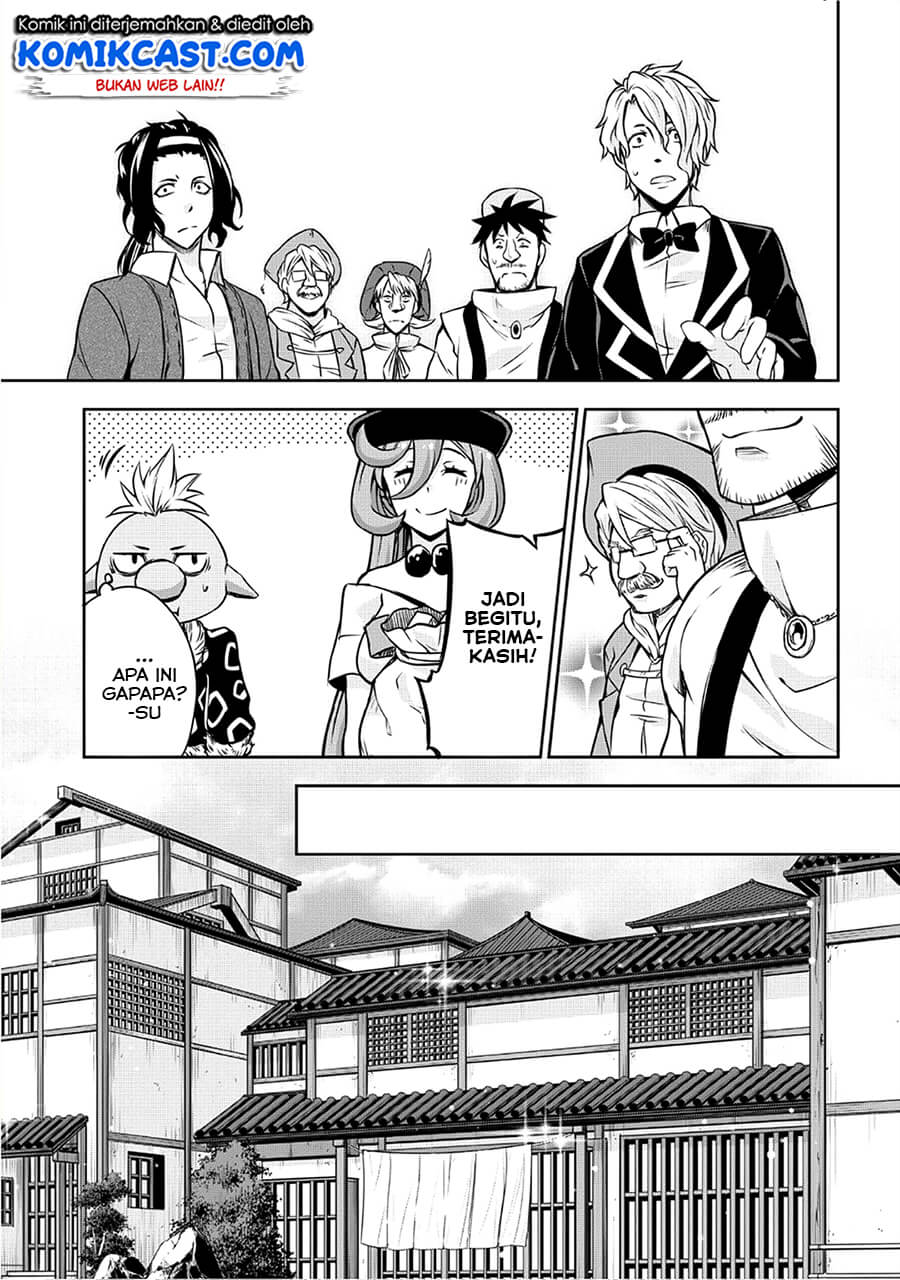 Komik ini diterjemahkan & diedit oleh
KOMIKCAST.COM
BUKAN WEB LAIN!!
JADI
BEGITU,
TERIMA-
KASIH!
...
APA INI
GAPAPA?
-SU